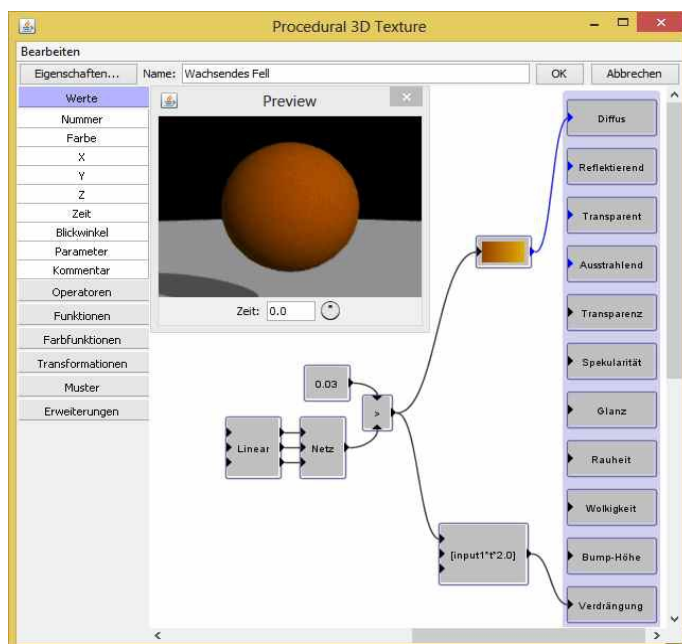 Procedural 3D Texture
Bearbeiten
Eigenschaften... Name: Wachsendes Fell OK Abbrechen
Werte
Nummer
Farbe
X
Y
Z
Zeit
Blickwinkel
Parameter
Kommentar
Operatoren
Funktionen
Farbfunktionen
Transformationen
Muster
Erweiterungen
Preview
Zeit: 0.0
0.03
>
Linear
Netz
[input1*t*2.0]
Diffus
Reflektierend
Transparent
Ausstrahlend
Transparenz
Spekularität
Glanz
Rauheit
Wolkigkeit
Bump-Höhe
Verdrängung